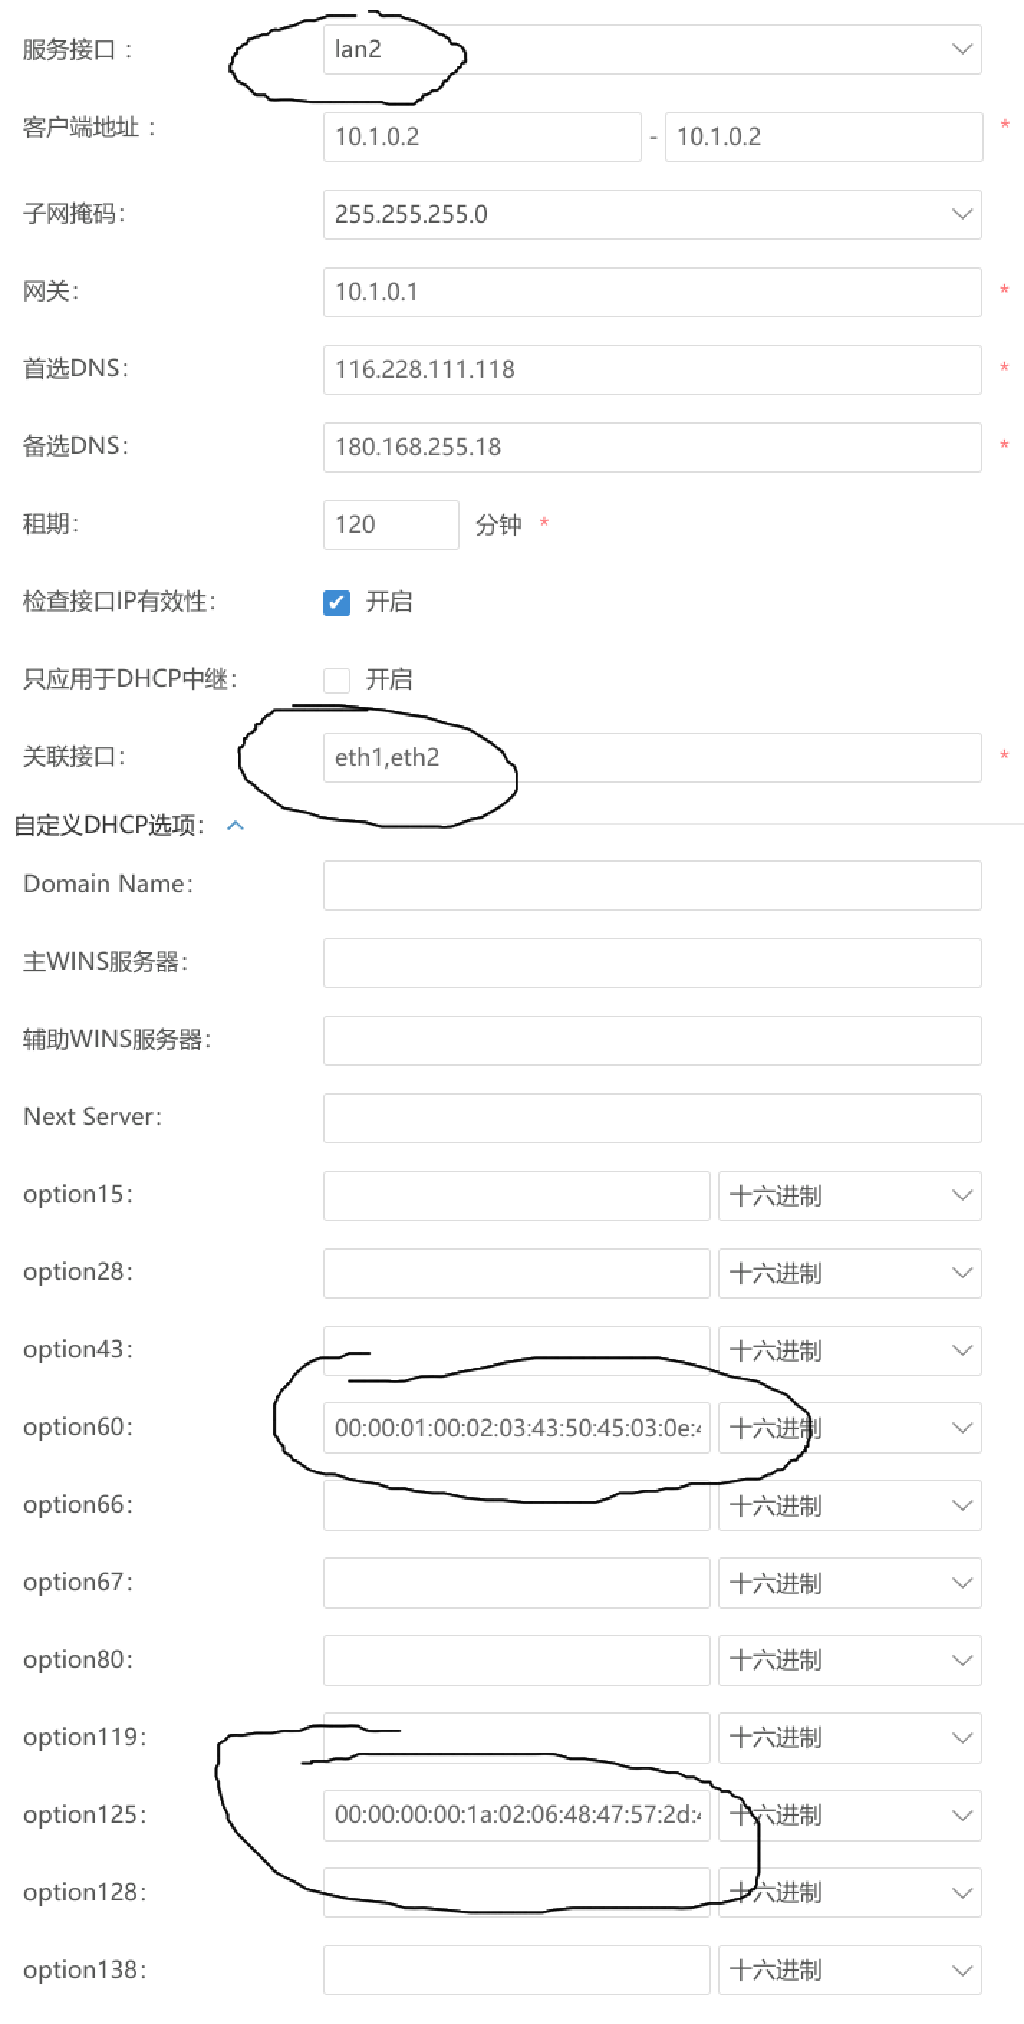 服务接口 : lan2
客户端地址 : 10.1.0.2 - 10.1.0.2 *
子网掩码: 255.255.255.0
网关: 10.1.0.1 *
首选DNS: 116.228.111.118 *
备选DNS: 180.168.255.18 *
租期: 120 分钟 *
检查接口IP有效性: 开启
只应用于DHCP中继: 开启
关联接口: eth1,eth2 *
自定义DHCP选项:
Domain Name:
主WINS服务器:
辅助WINS服务器:
Next Server:
option15: 十六进制
option28: 十六进制
option43: 十六进制
option60: 00:00:01:00:02:03:43:50:45:03:0e: 十六进制
option66: 十六进制
option67: 十六进制
option80: 十六进制
option119: 十六进制
option125: 00:00:00:00:1a:02:06:48:47:57:2d: 十六进制
option128: 十六进制
option138: 十六进制